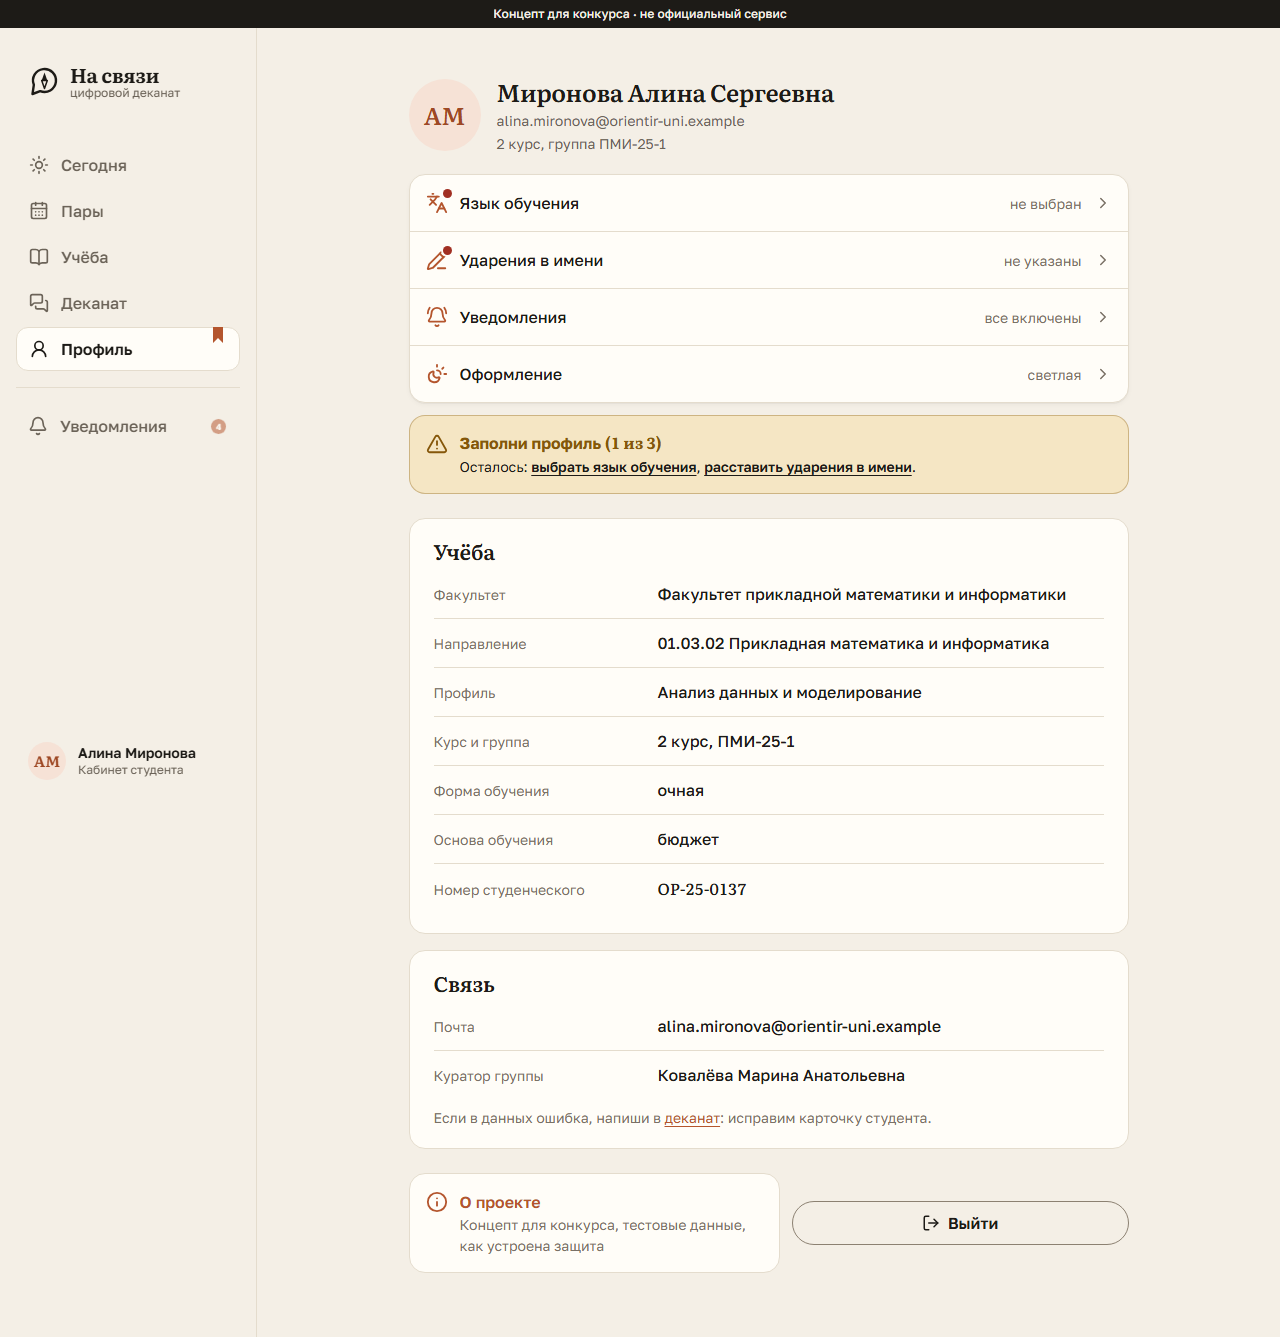 Концепт для конкурса · не официальный сервис
На связи
цифровой деканат
Сегодня
Пары
Учёба
Деканат
Профиль
Уведомления
4
АМ
Алина Миронова
Кабинет студента
АМ
Миронова Алина Сергеевна
alina.mironova@orientir-uni.example
2 курс, группа ПМИ-25-1
Язык обучения не выбран
Ударения в имени не указаны
Уведомления все включены
Оформление светлая
Заполни профиль (1 из 3)
Осталось: выбрать язык обучения, расставить ударения в имени.
Учёба
Факультет Факультет прикладной математики и информатики
Направление 01.03.02 Прикладная математика и информатика
Профиль Анализ данных и моделирование
Курс и группа 2 курс, ПМИ-25-1
Форма обучения очная
Основа обучения бюджет
Номер студенческого ОР-25-0137
Связь
Почта alina.mironova@orientir-uni.example
Куратор группы Ковалёва Марина Анатольевна
Если в данных ошибка, напиши в деканат: исправим карточку студента.
О проекте
Концепт для конкурса, тестовые данные,
как устроена защита
Выйти